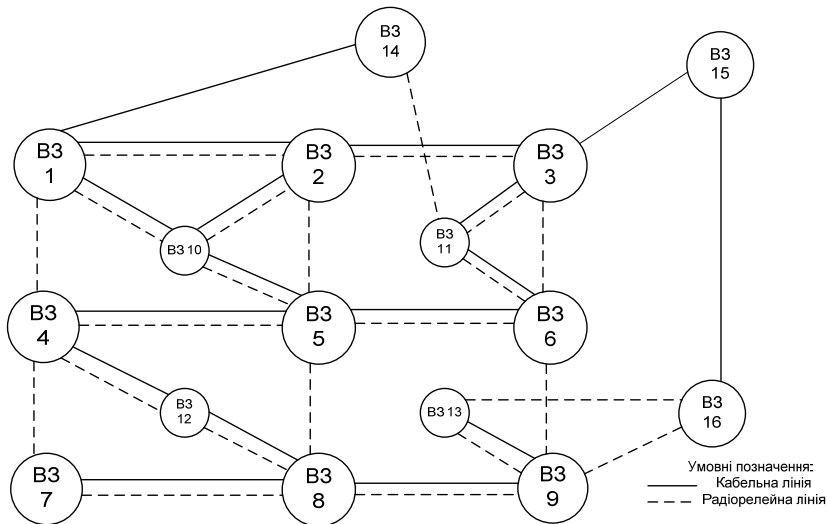 ВЗ
14
ВЗ
15
ВЗ
1
ВЗ
2
ВЗ
3
ВЗ 10
ВЗ
11
ВЗ
4
ВЗ
5
ВЗ
6
ВЗ
12
ВЗ 13
ВЗ
16
ВЗ
7
ВЗ
8
ВЗ
9
Умовні позначення:
Кабельна лінія
Радіорелейна лінія